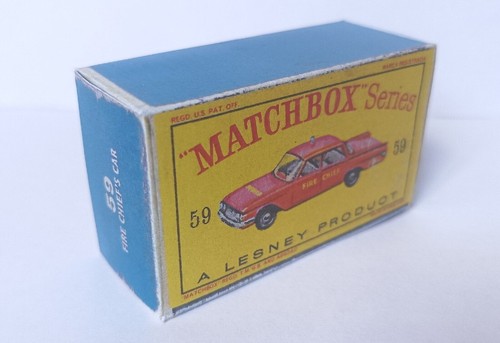 REGD U.S PAT. OFF
"MATCHBOX" Series
FIRE CHIEF
59
59
A LESNEY PRODUCT
59
FIRE CHIEF'S CAR